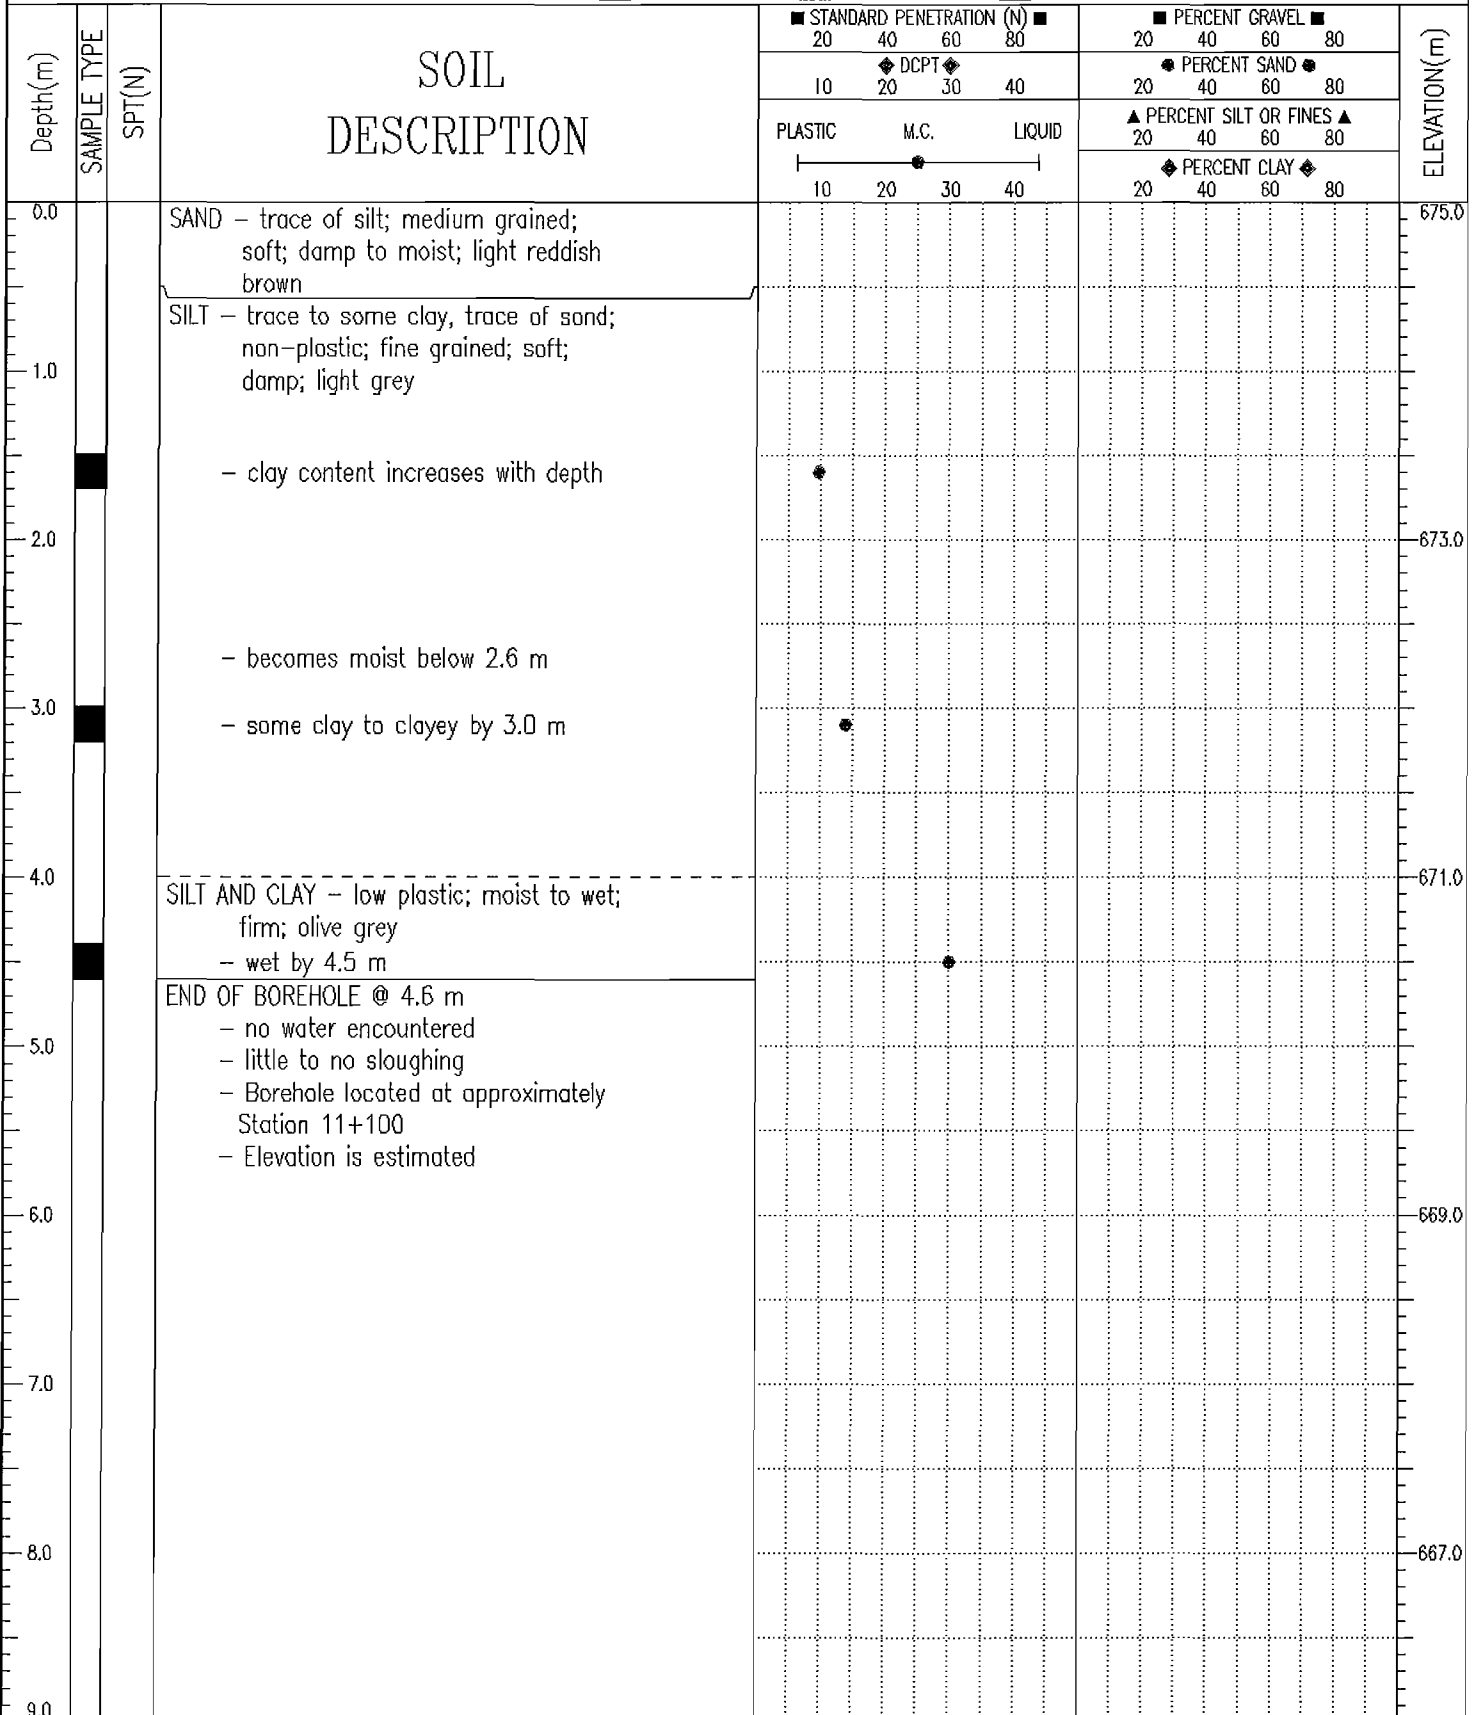 Depth(m)
SAMPLE TYPE
SPT(N)
SOIL
DESCRIPTION
■ STANDARD PENETRATION (N) ■
20 40 60 80
◈ DCPT ◈
10 20 30 40
PLASTIC M.C. LIQUID
10 20 30 40
■ PERCENT GRAVEL ■
20 40 60 80
● PERCENT SAND ●
20 40 60 80
▲ PERCENT SILT OR FINES ▲
20 40 60 80
◈ PERCENT CLAY ◈
20 40 60 80
ELEVATION(m)
0.0
SAND – trace of silt; medium grained;
soft; damp to moist; light reddish
brown
675.0
SILT – trace to some clay, trace of sand;
non-plastic; fine grained; soft;
damp; light grey
1.0
– clay content increases with depth
2.0
673.0
– becomes moist below 2.6 m
3.0
– some clay to clayey by 3.0 m
4.0
671.0
SILT AND CLAY – low plastic; moist to wet;
firm; olive grey
– wet by 4.5 m
END OF BOREHOLE @ 4.6 m
– no water encountered
5.0
– little to no sloughing
– Borehole located at approximately
Station 11+100
– Elevation is estimated
6.0
669.0
7.0
8.0
667.0
9.0